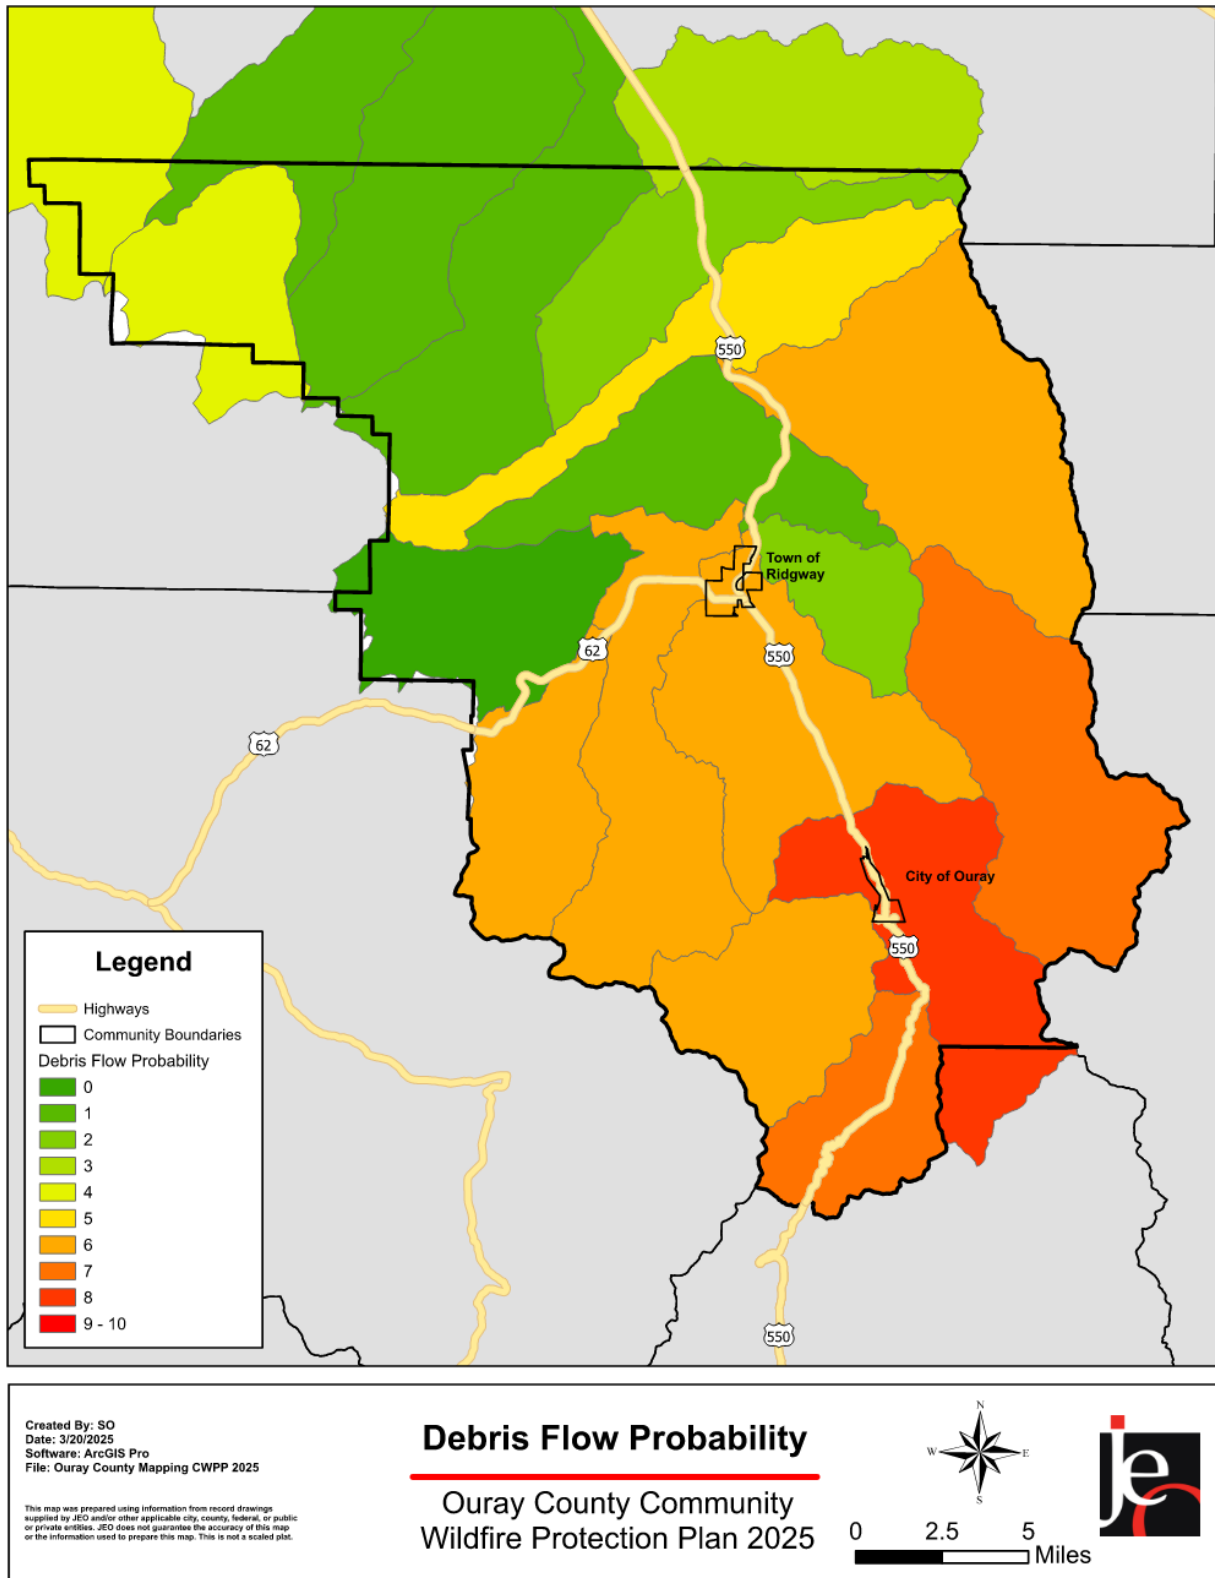 550
Town of
Ridgway
62
550
62
City of Ouray
550
Legend
Highways
Community Boundaries
Debris Flow Probability
0
1
2
3
4
5
6
7
8
9 - 10
550
Created By: SO
Date: 3/20/2025
Software: ArcGIS Pro
File: Ouray County Mapping CWPP 2025
This map was prepared using information from record drawings
supplied by JEO and/or other applicable city, county, federal, or public
or private entities. JEO does not guarantee the accuracy of this map
or the information used to prepare this map. This is not a scaled plat.
Debris Flow Probability
Ouray County Community
Wildfire Protection Plan 2025
N
W
E
S
0 2.5 5
Miles
jeo